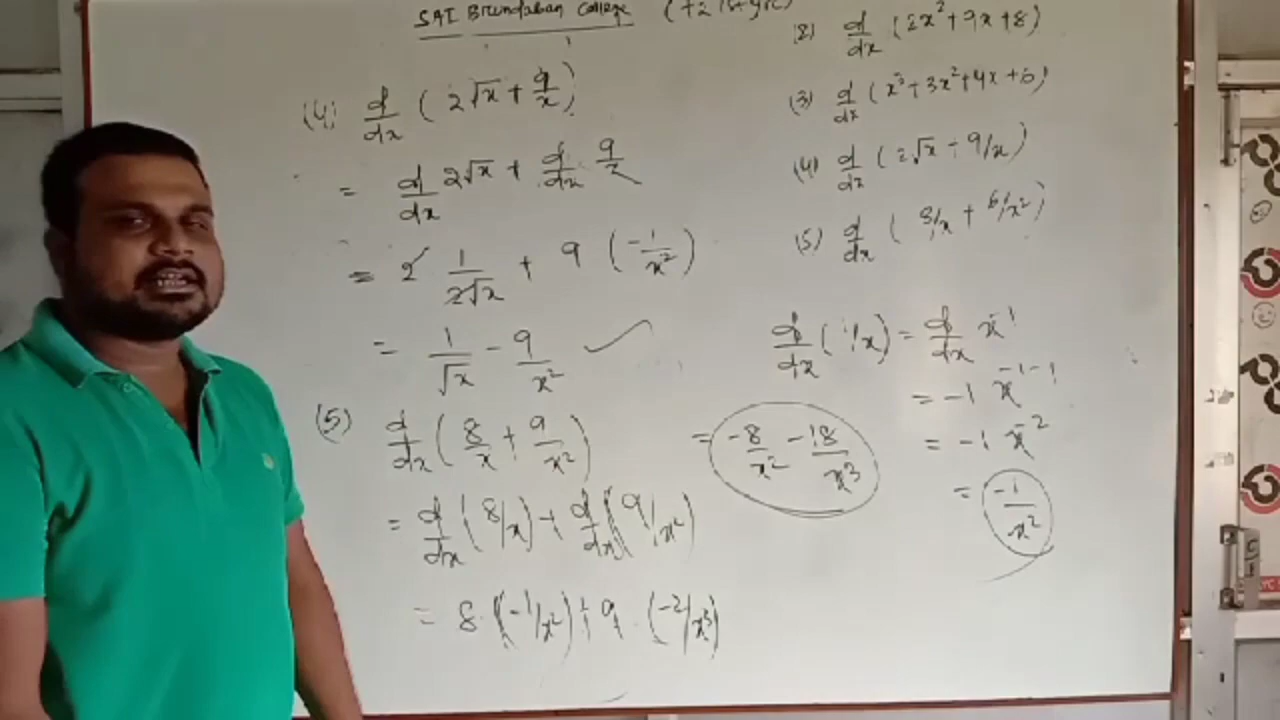 SAI Brundaban College (+2 1st yr
(4) d/dx (2√x + 9/x)
= d/dx 2√x + d/dx 9/x
= 2 1/2√x + 9 (-1/x²)
= 1/√x - 9/x²
(5) d/dx (8/x + 9/x²)
= d/dx (8/x) + d/dx (9/x²)
= 8 · (-1/x²) + 9 · (-2/x³)
= -8/x² - 18/x³
(2) d/dx (2x² + 9x + 8)
(3) d/dx (x³ + 3x² + 4x + 6)
(4) d/dx (2√x + 9/x)
(5) d/dx (8/x + 6/x²)
d/dx (1/x) = d/dx x⁻¹
= -1 x⁻¹⁻¹
= -1 x⁻²
= -1/x²